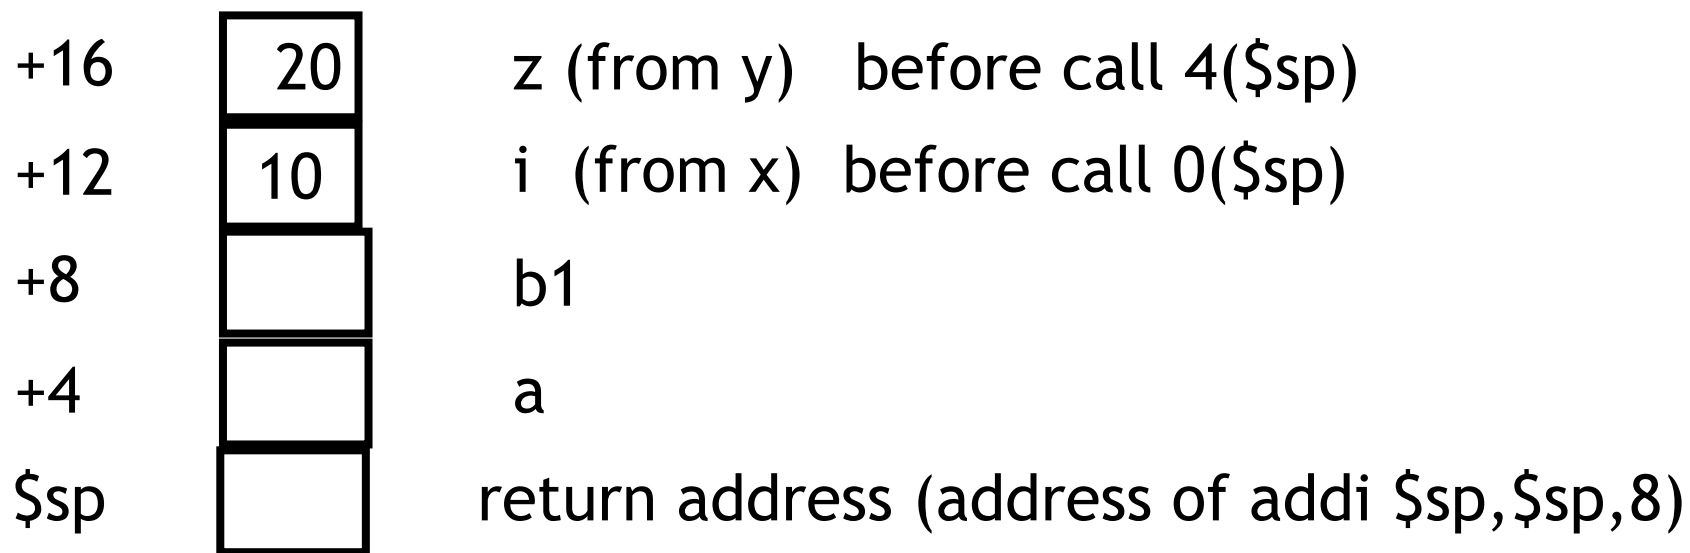 +16 20 z (from y) before call 4($sp)
+12 10 i (from x) before call 0($sp)
+8 b1
+4 a
$sp return address (address of addi $sp,$sp,8)